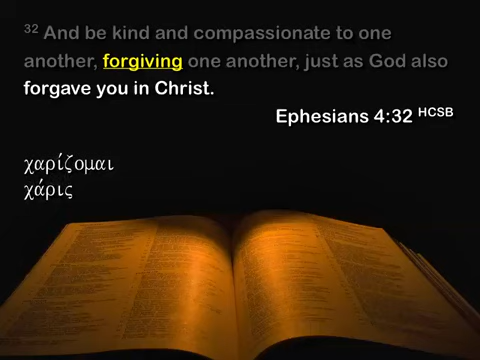 32 And be kind and compassionate to one
another, forgiving one another, just as God also
forgave you in Christ.
Ephesians 4:32 HCSB
χαρίζομαι
χάρις